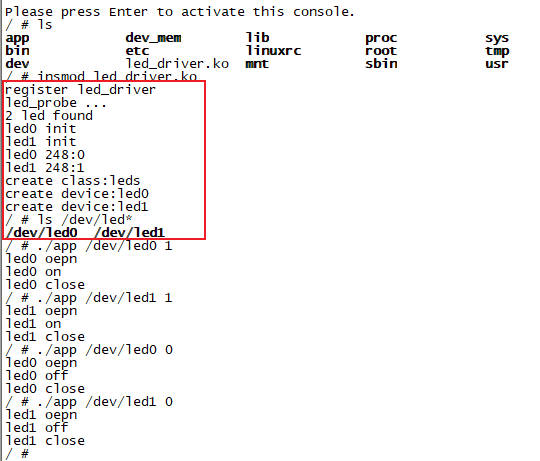 Please press Enter to activate this console.
/ # ls
app dev_mem lib proc sys
bin etc linuxrc root tmp
dev led_driver.ko mnt sbin usr
/ # insmod led_driver.ko
register led_driver
led_probe ...
2 led found
led0 init
led1 init
led0 248:0
led1 248:1
create class:leds
create device:led0
create device:led1
/ # ls /dev/led*
/dev/led0 /dev/led1
/ # ./app /dev/led0 1
led0 oepn
led0 on
led0 close
/ # ./app /dev/led1 1
led1 oepn
led1 on
led1 close
/ # ./app /dev/led0 0
led0 oepn
led0 off
led0 close
/ # ./app /dev/led1 0
led1 oepn
led1 off
led1 close
/ #